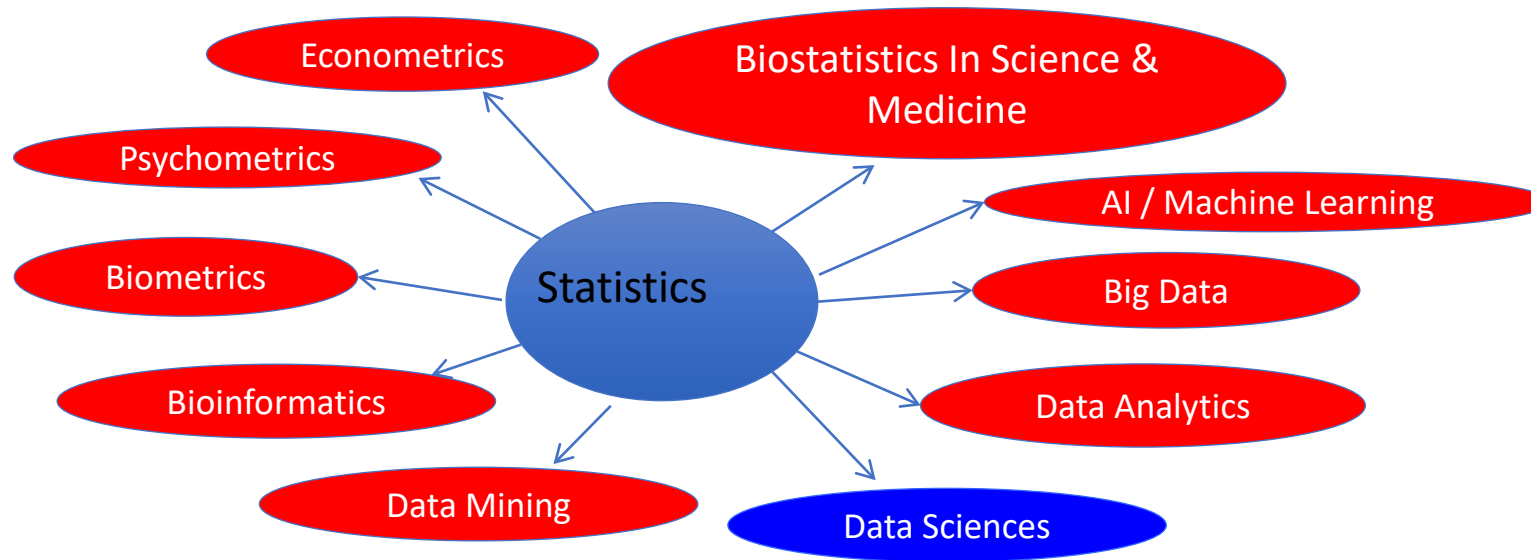 Econometrics
Biostatistics In Science &
Medicine
Psychometrics
AI / Machine Learning
Biometrics
Statistics
Big Data
Bioinformatics
Data Analytics
Data Mining
Data Sciences